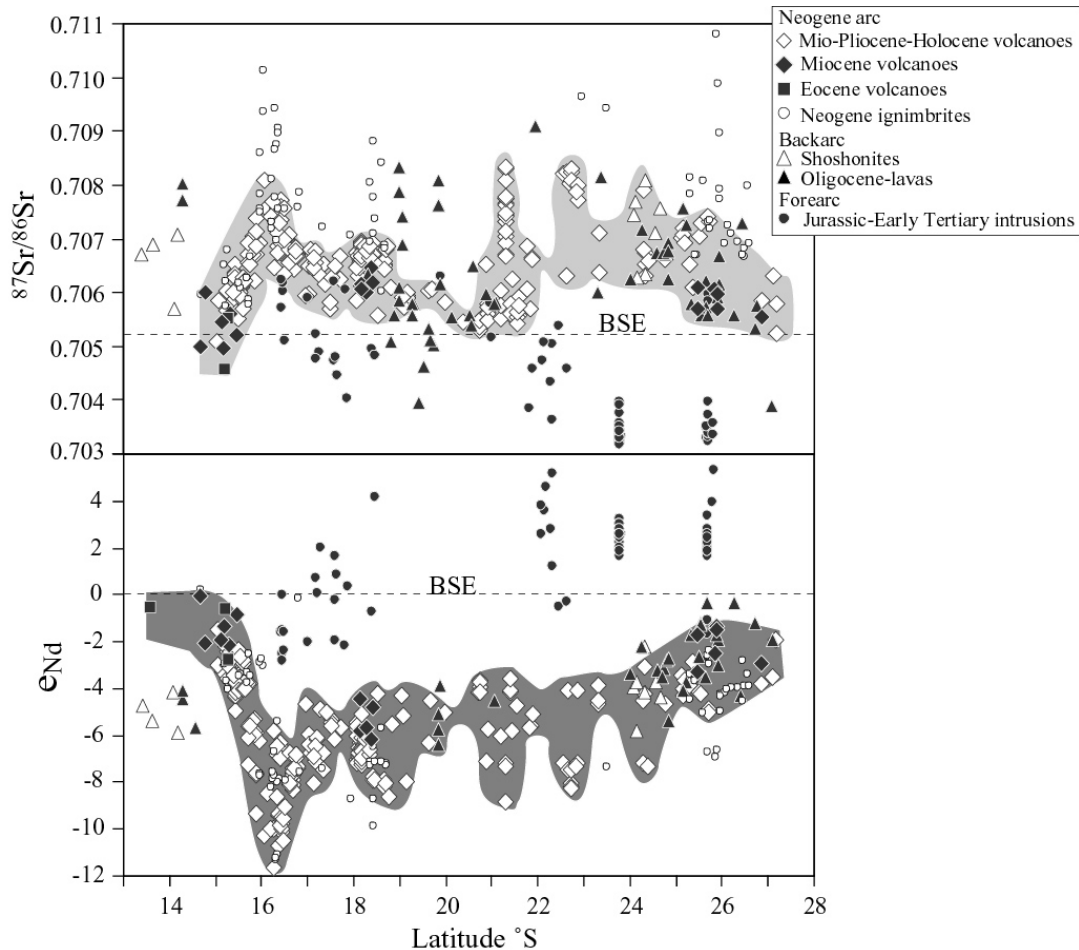 Neogene arc
Mio-Pliocene-Holocene volcanoes
Miocene volcanoes
Eocene volcanoes
Neogene ignimbrites
Backarc
Shoshonites
Oligocene-lavas
Forearc
Jurassic-Early Tertiary intrusions
0.711
0.710
0.709
0.708
0.707
0.706
0.705
0.704
0.703
87Sr/86Sr
BSE
4
2
0
-2
-4
-6
-8
-10
-12
eNd
BSE
14 16 18 20 22 24 26 28
Latitude ˚S